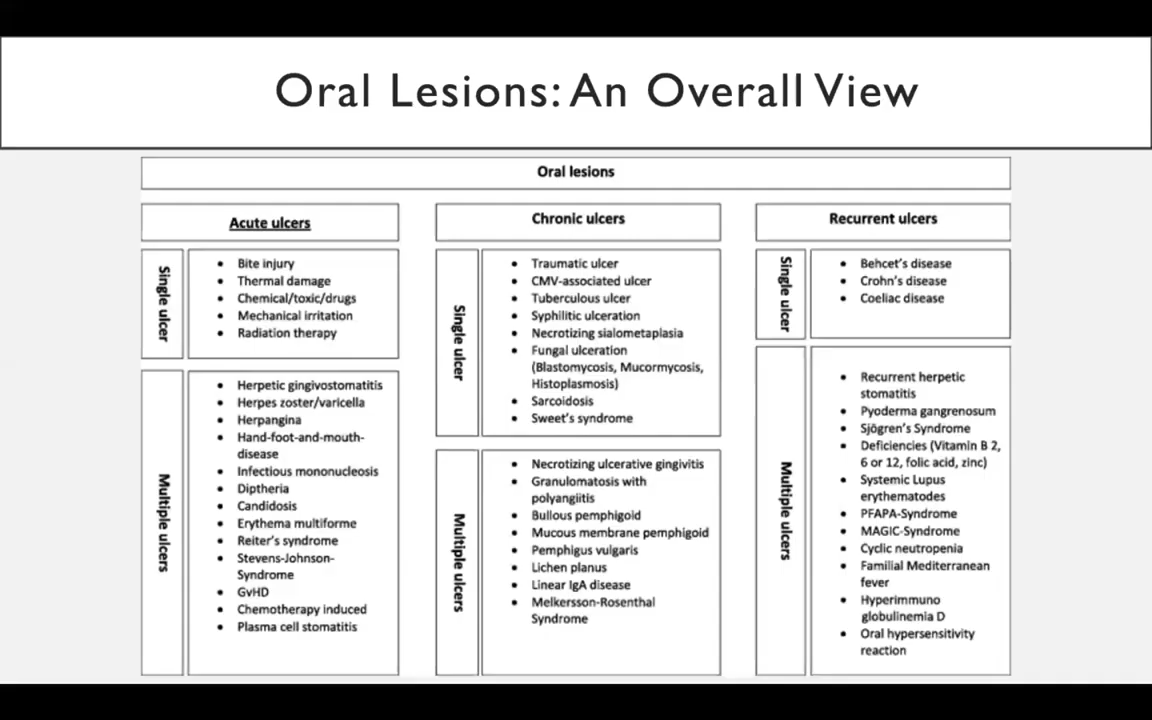 Oral Lesions: An Overall View
Oral lesions
Acute ulcers
Single ulcer
Bite injury
Thermal damage
Chemical/toxic/drugs
Mechanical irritation
Radiation therapy
Multiple ulcers
Herpetic gingivostomatitis
Herpes zoster/varicella
Herpangina
Hand-foot-and-mouth-
disease
Infectious mononucleosis
Diptheria
Candidosis
Erythema multiforme
Reiter's syndrome
Stevens-Johnson-
Syndrome
GvHD
Chemotherapy induced
Plasma cell stomatitis
Chronic ulcers
Single ulcer
Traumatic ulcer
CMV-associated ulcer
Tuberculous ulcer
Syphilitic ulceration
Necrotizing sialometaplasia
Fungal ulceration
(Blastomycosis, Mucormycosis,
Histoplasmosis)
Sarcoidosis
Sweet's syndrome
Multiple ulcers
Necrotizing ulcerative gingivitis
Granulomatosis with
polyangiitis
Bullous pemphigoid
Mucous membrane pemphigoid
Pemphigus vulgaris
Lichen planus
Linear IgA disease
Melkersson-Rosenthal
Syndrome
Recurrent ulcers
Single ulcer
Behcet's disease
Crohn's disease
Coeliac disease
Multiple ulcers
Recurrent herpetic
stomatitis
Pyoderma gangrenosum
Sjögren's Syndrome
Deficiencies (Vitamin B 2,
6 or 12, folic acid, zinc)
Systemic Lupus
erythematodes
PFAPA-Syndrome
MAGIC-Syndrome
Cyclic neutropenia
Familial Mediterranean
fever
Hyperimmuno
globulinemia D
Oral hypersensitivity
reaction